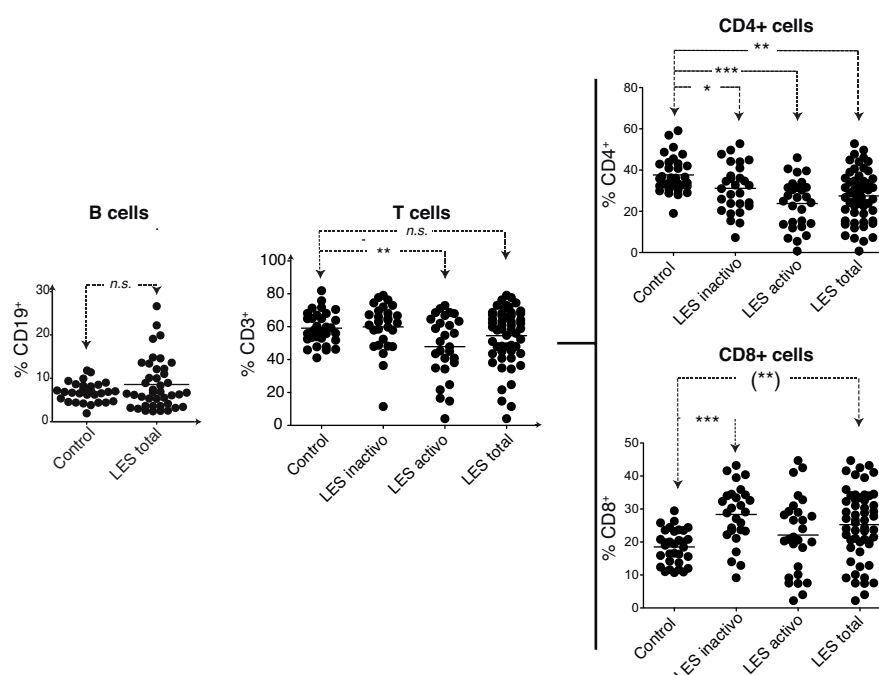 B cells
n.s.
% CD19⁺
30
20
10
0
Control
LES total
T cells
n.s.
**
% CD3⁺
100
80
60
40
20
0
Control
LES inactivo
LES activo
LES total
CD4+ cells
**
***
*
% CD4⁺
80
60
40
20
0
Control
LES inactivo
LES activo
LES total
CD8+ cells
(**)
***
% CD8⁺
50
40
30
20
10
0
Control
LES inactivo
LES activo
LES total